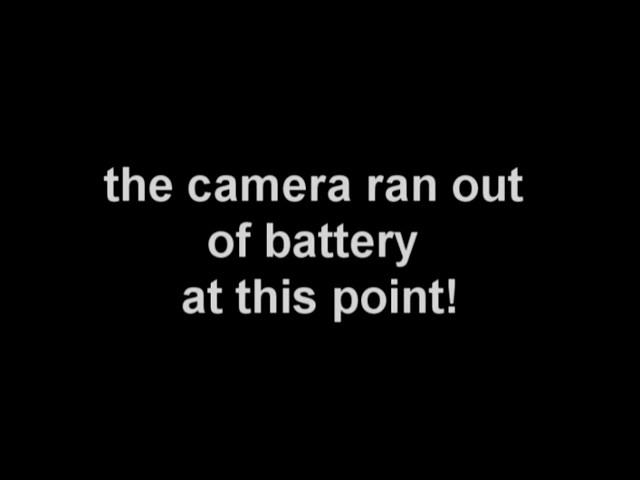 the camera ran out
of battery
at this point!